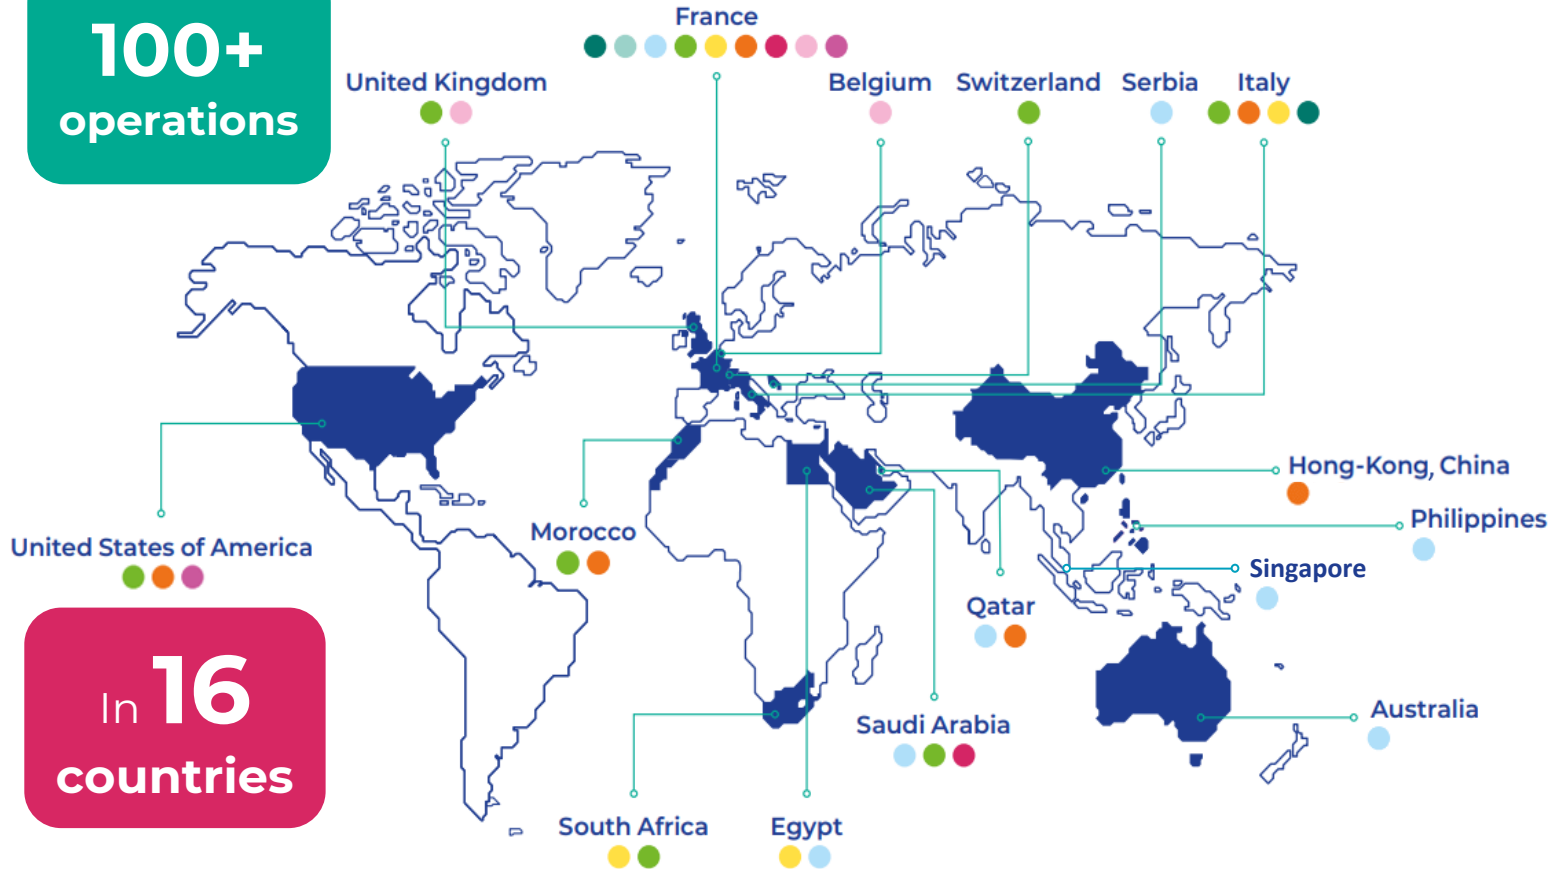 100+
operations
France
United Kingdom
Belgium
Switzerland
Serbia
Italy
Hong-Kong, China
Philippines
Morocco
United States of America
Singapore
Qatar
In 16
countries
Saudi Arabia
Australia
South Africa
Egypt